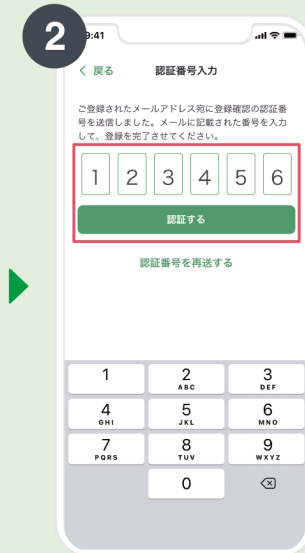 2
9:41
戻る
認証番号入力
ご登録されたメールアドレス宛に登録確認の認証番
号を送信しました。メールに記載された番号を入力
して、登録を完了させてください。
1 2 3 4 5 6
認証する
認証番号を再送する
1 2 3
ABC DEF
4 5 6
GHI JKL MNO
7 8 9
PQRS TUV WXYZ
0